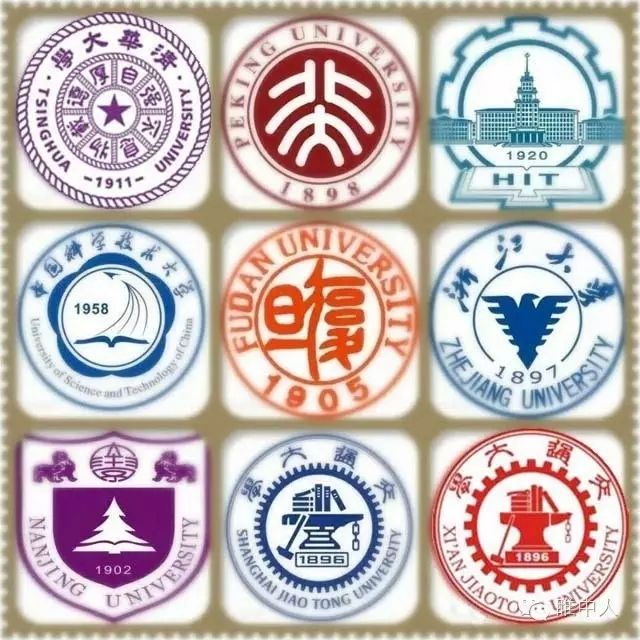 清華大學
自强不息
厚德載物
TSINGHUA UNIVERSITY
-1911-
PEKING UNIVERSITY
北大
1898
1920
HIT
中国科学技术大学
1958
University of Science and Technology of China
FUDAN UNIVERSITY
復旦
1905
浙江大學
1897
ZHEJIANG UNIVERSITY
1902
NANJING UNIVERSITY
交通大學
1896
SHANGHAI JIAO TONG UNIVERSITY
交通大學
1896
XI'AN JIAOTONG UNIVERSITY
睢中人